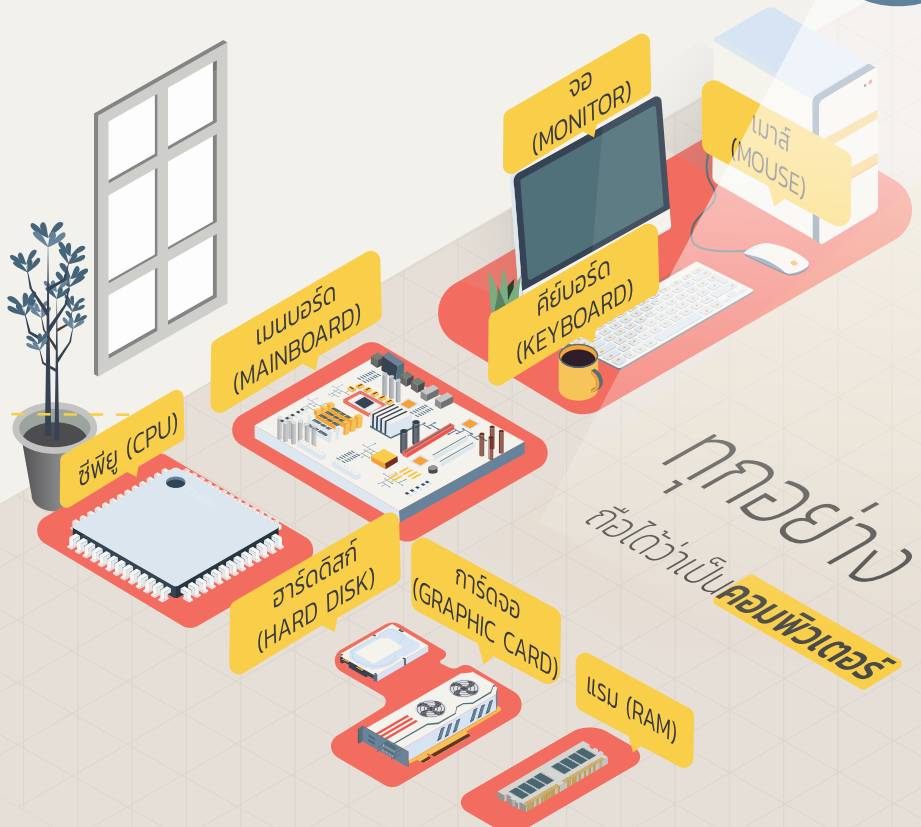 จอ
(MONITOR)
เมาส์
(MOUSE)
คีย์บอร์ด
(KEYBOARD)
เมนบอร์ด
(MAINBOARD)
ซีพียู (CPU)
ฮาร์ดดิสก์
(HARD DISK)
การ์ดจอ
(GRAPHIC CARD)
แรม (RAM)
ทุกอย่าง
ถือได้ว่าเป็นคอมพิวเตอร์